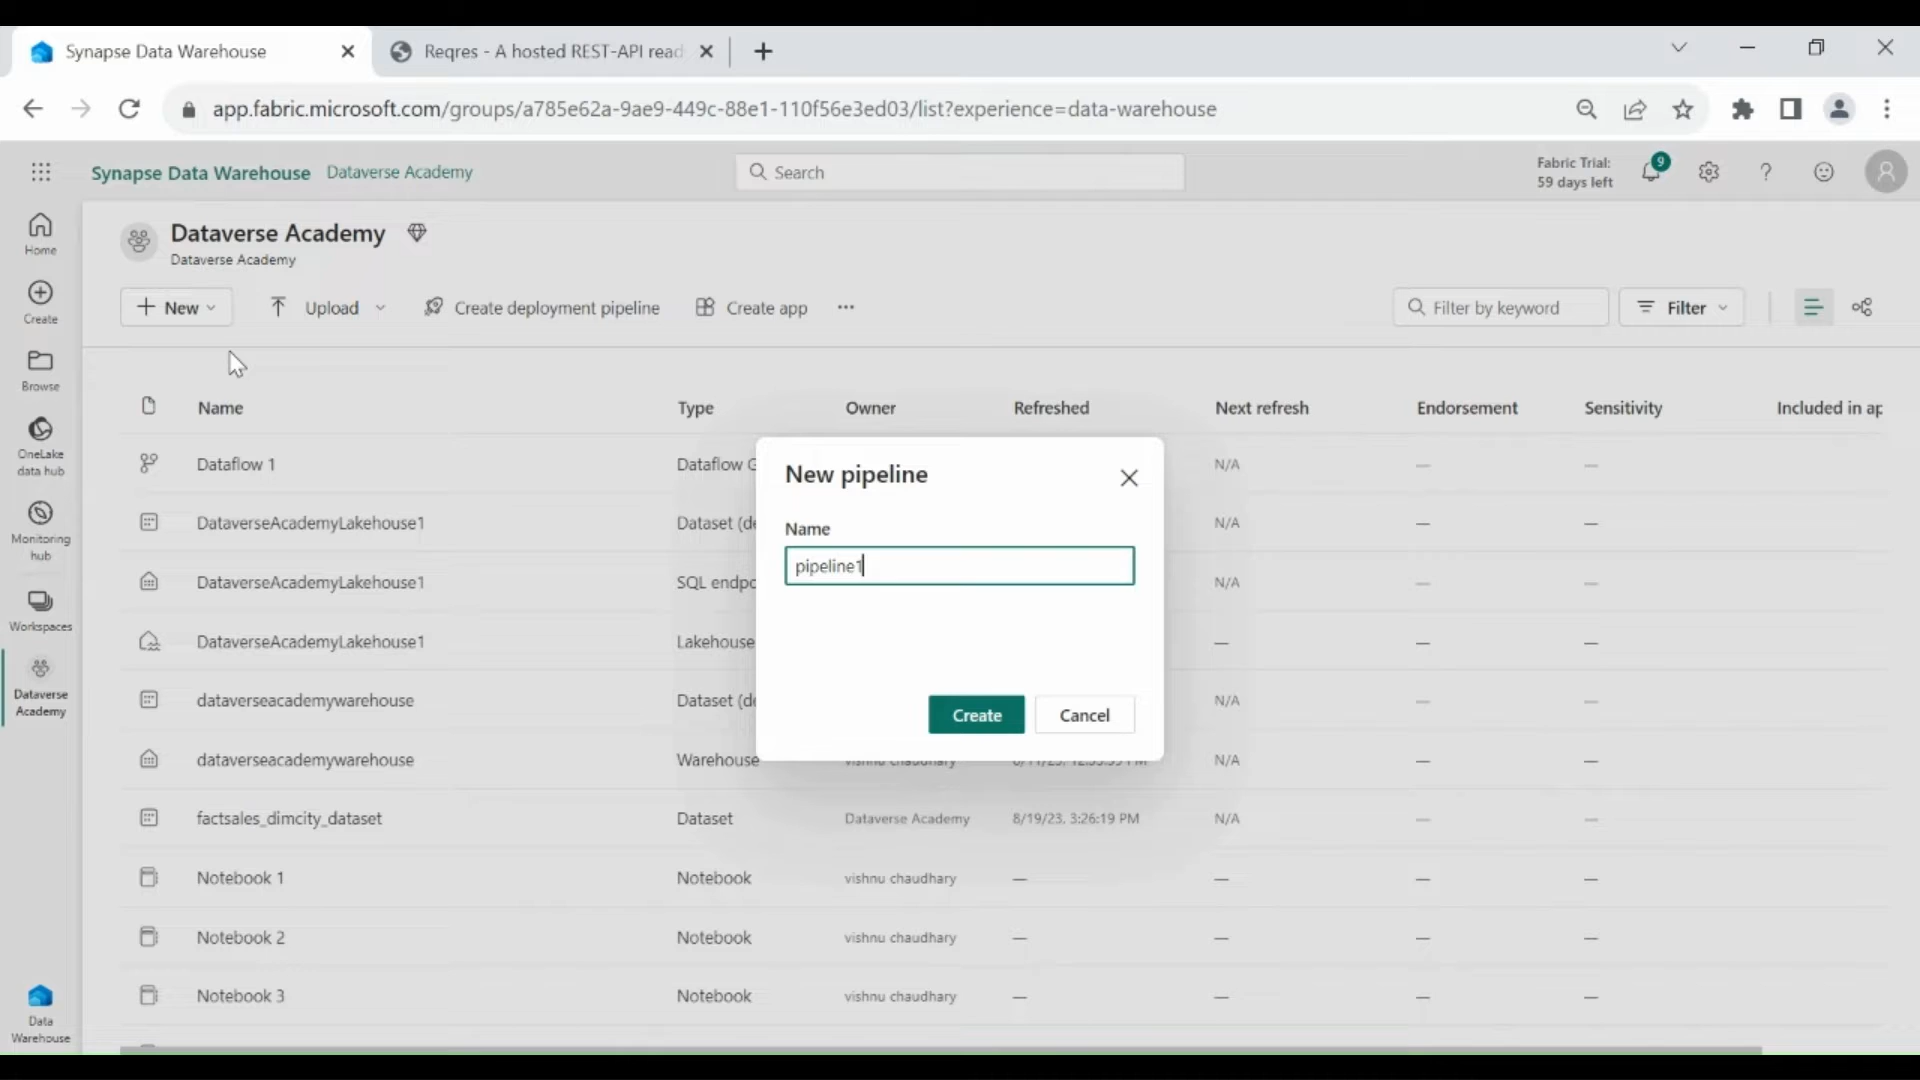 Synapse Data Warehouse
Reqres - A hosted REST-API read
app.fabric.microsoft.com/groups/a785e62a-9ae9-449c-88e1-110f56e3ed03/list?experience=data-warehouse
Synapse Data Warehouse Dataverse Academy
Search
Fabric Trial:
59 days left
9
Home
Create
Browse
OneLake
data hub
Monitoring
hub
Workspaces
Dataverse
Academy
Data
Warehouse
Dataverse Academy
Dataverse Academy
New Upload Create deployment pipeline Create app Filter by keyword Filter
Name Type Owner Refreshed Next refresh Endorsement Sensitivity Included in ap
Dataflow 1 Dataflow G N/A — —
DataverseAcademyLakehouse1 Dataset (de N/A — —
DataverseAcademyLakehouse1 SQL endpo N/A — —
DataverseAcademyLakehouse1 Lakehouse — — —
dataverseacademywarehouse Dataset (de N/A — —
dataverseacademywarehouse Warehouse N/A — —
factsales_dimcity_dataset Dataset Dataverse Academy 8/19/23, 3:26:19 PM N/A — —
Notebook 1 Notebook vishnu chaudhary — — — —
Notebook 2 Notebook vishnu chaudhary — — — —
Notebook 3 Notebook vishnu chaudhary — — — —
New pipeline
Name
pipeline1
Create Cancel